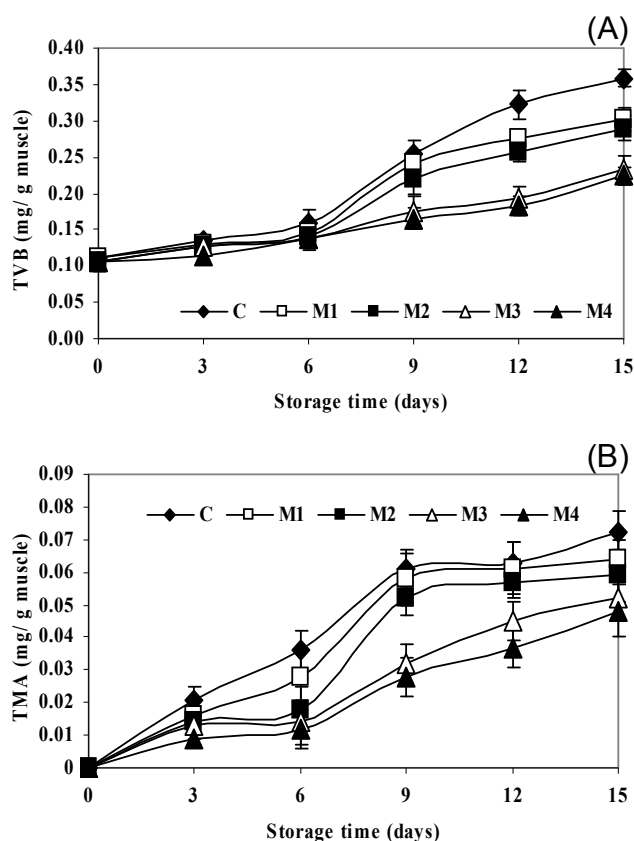 (A)
TVB (mg/ g muscle)
0.40
0.35
0.30
0.25
0.20
0.15
0.10
0.05
0.00
C M1 M2 M3 M4
0 3 6 9 12 15
Storage time (days)
(B)
TMA (mg/ g muscle)
0.09
0.08
0.07
0.06
0.05
0.04
0.03
0.02
0.01
0
C M1 M2 M3 M4
0 3 6 9 12 15
Storage time (days)